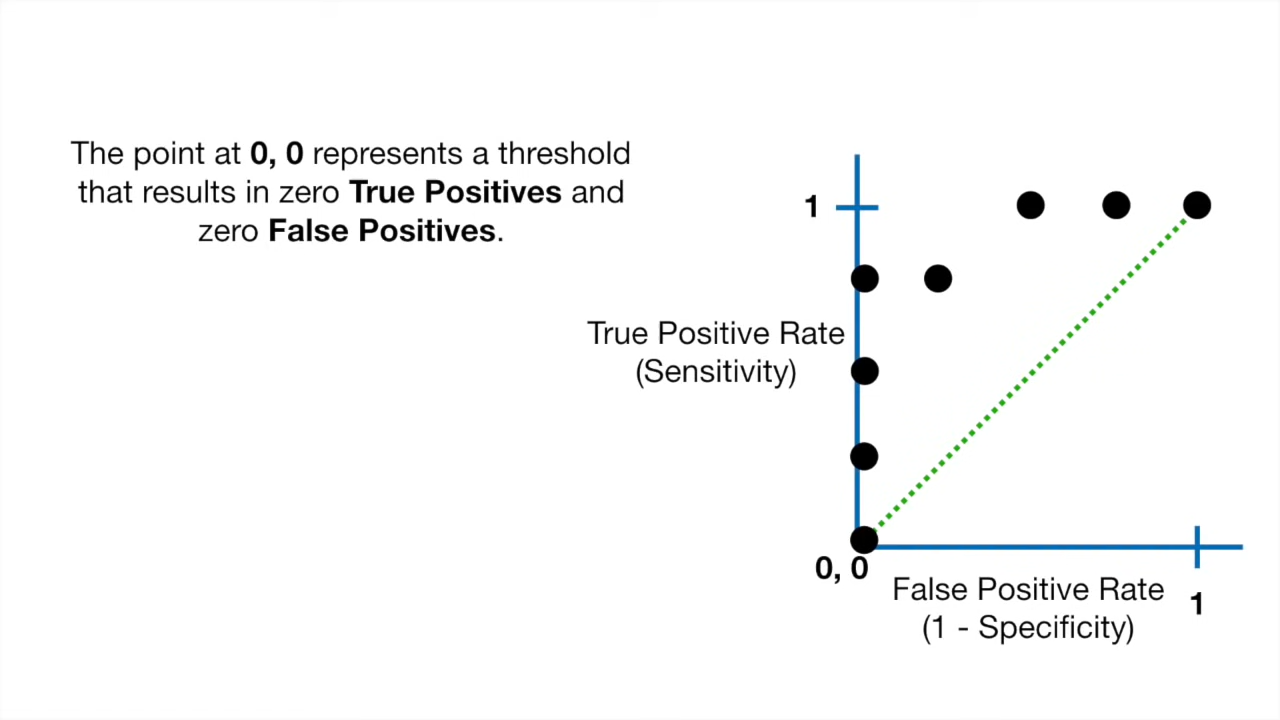 The point at 0, 0 represents a threshold
that results in zero True Positives and
zero False Positives.
1
True Positive Rate
(Sensitivity)
0, 0
False Positive Rate
(1 - Specificity)
1